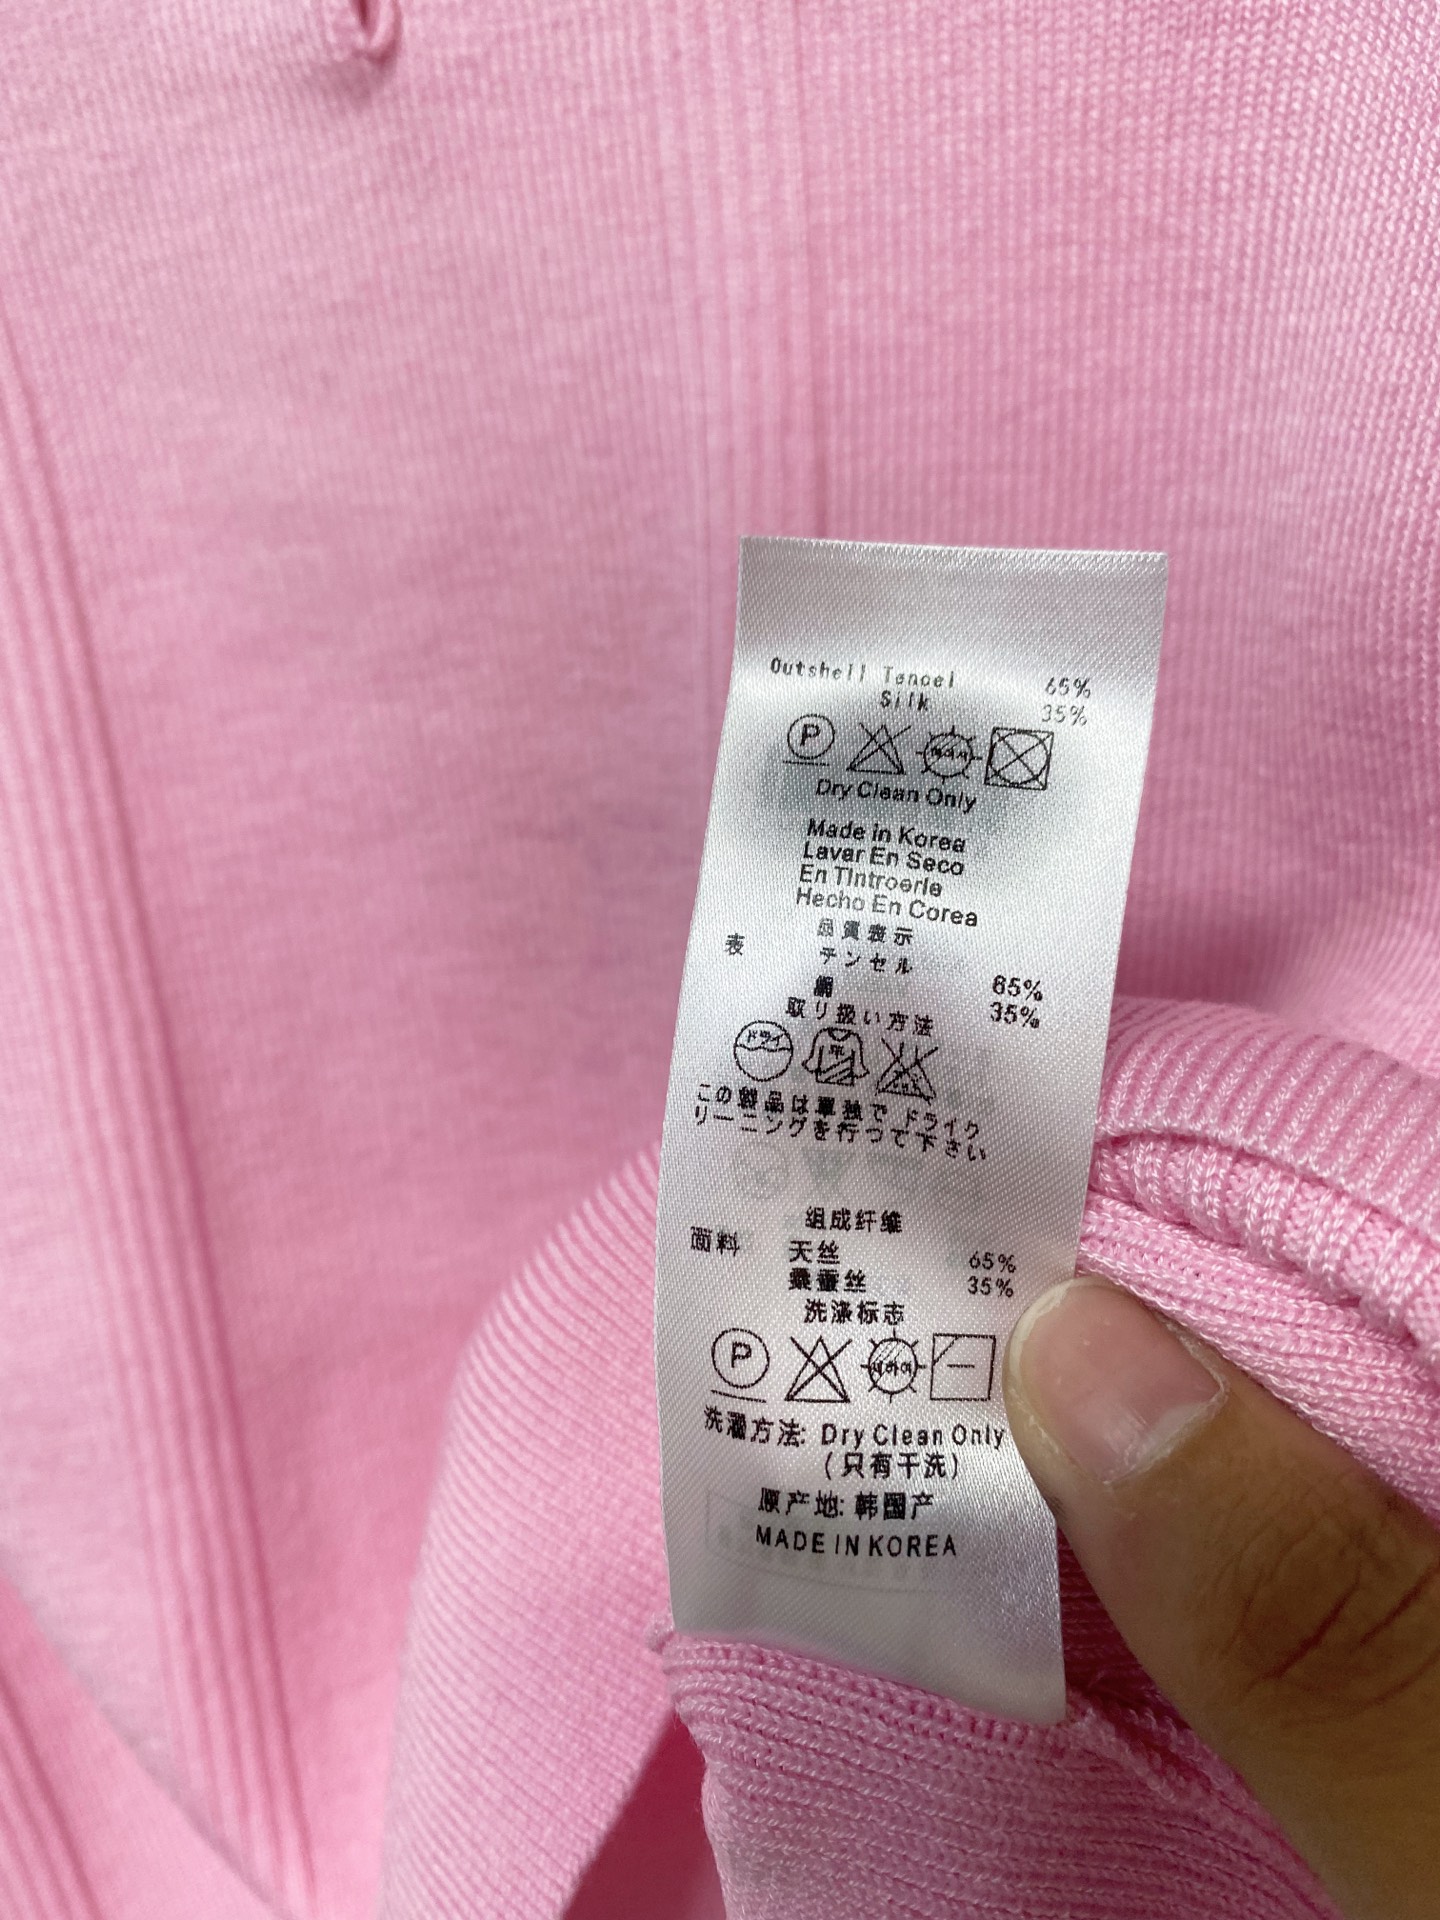 Outshell Tencel 65%
Silk 35%
P
Dry Clean Only
Made in Korea
Lavar En Seco
En Tintroerle
Hecho En Corea
品質表示
表 テンセル 65%
絹 35%
取り扱い方法
ドライ 平
この製品は単独でドライク
リーニングを行つて下さい
组成纤维
面料 天丝 65%
桑蚕丝 35%
洗涤标志
P
洗濯方法: Dry Clean Only
(只有干洗)
原产地: 韩国产
MADE IN KOREA